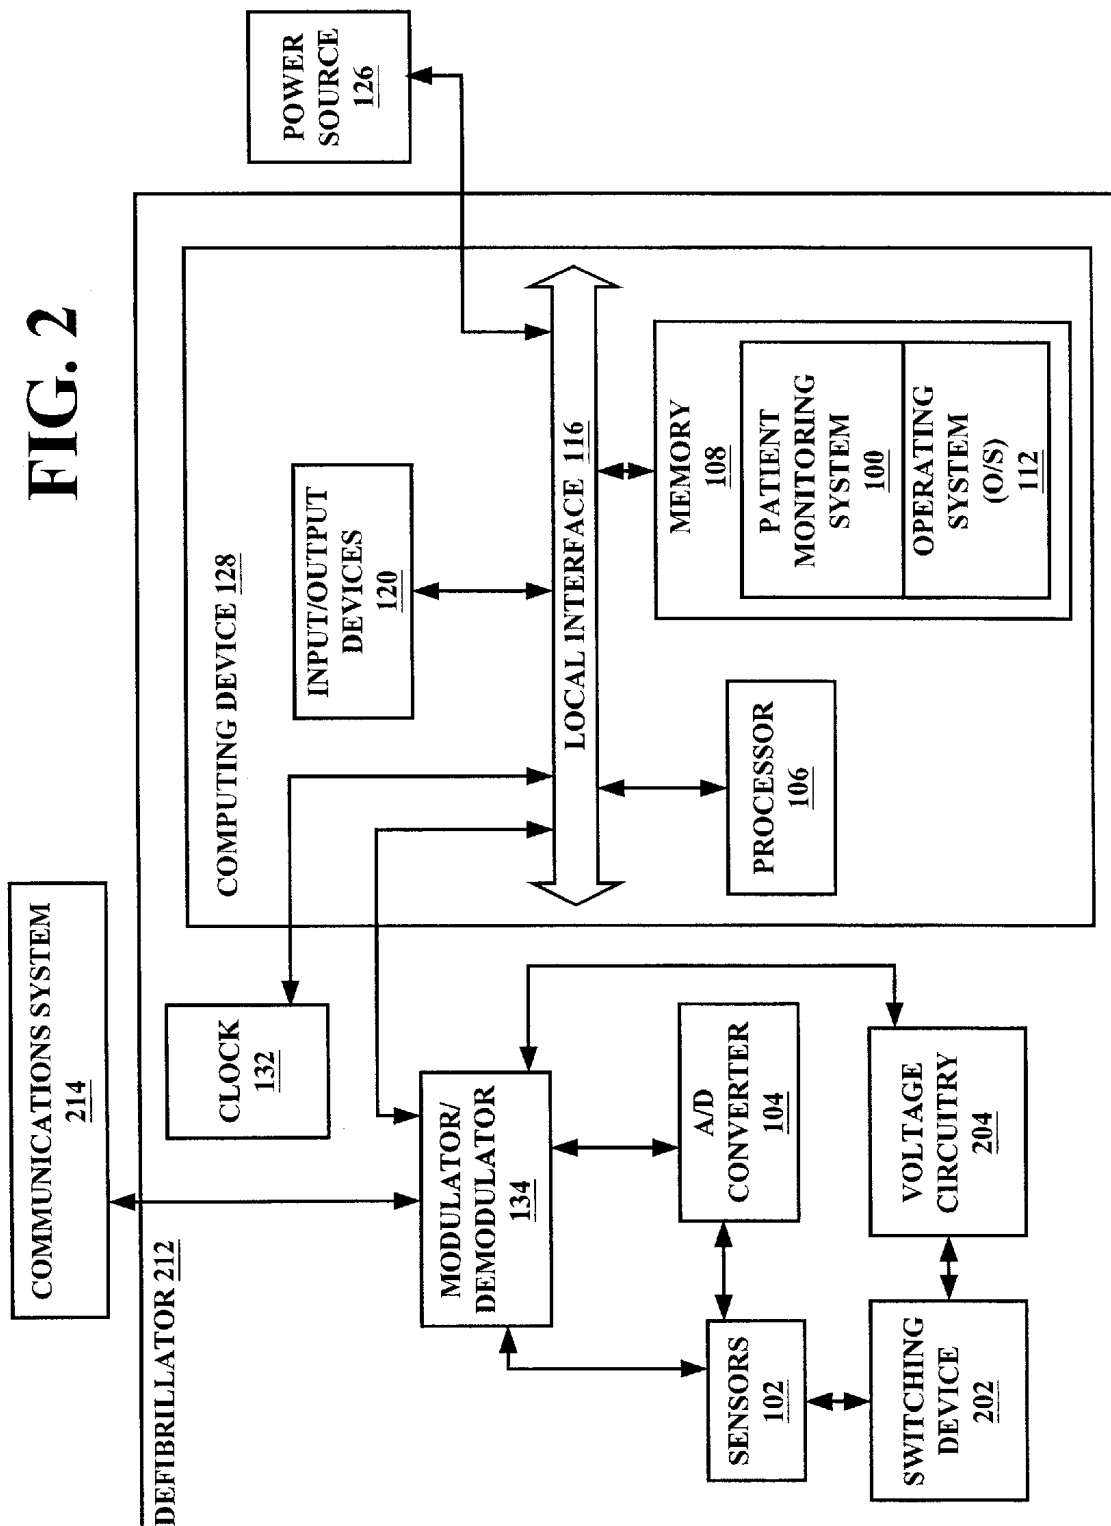 FIG. 2
COMMUNICATIONS SYSTEM
214
DEFIBRILLATOR 212
CLOCK
132
COMPUTING DEVICE 128
POWER
SOURCE
126
INPUT/OUTPUT
DEVICES
120
MODULATOR/
DEMODULATOR
134
LOCAL INTERFACE 116
A/D
CONVERTER
104
SENSORS
102
PROCESSOR
106
MEMORY
108
PATIENT
MONITORING
SYSTEM
100
OPERATING
SYSTEM
(O/S)
112
SWITCHING
DEVICE
202
VOLTAGE
CIRCUITRY
204